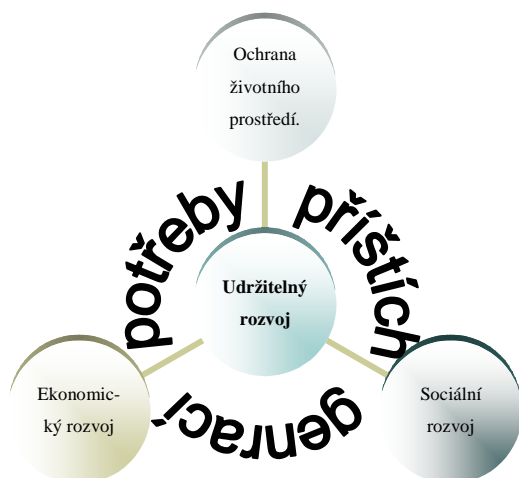 Ochrana
životního
prostředí.
potřeby příštích
Udržitelný
rozvoj
Ekonomic-
ký rozvoj
genrací
Sociální
rozvoj